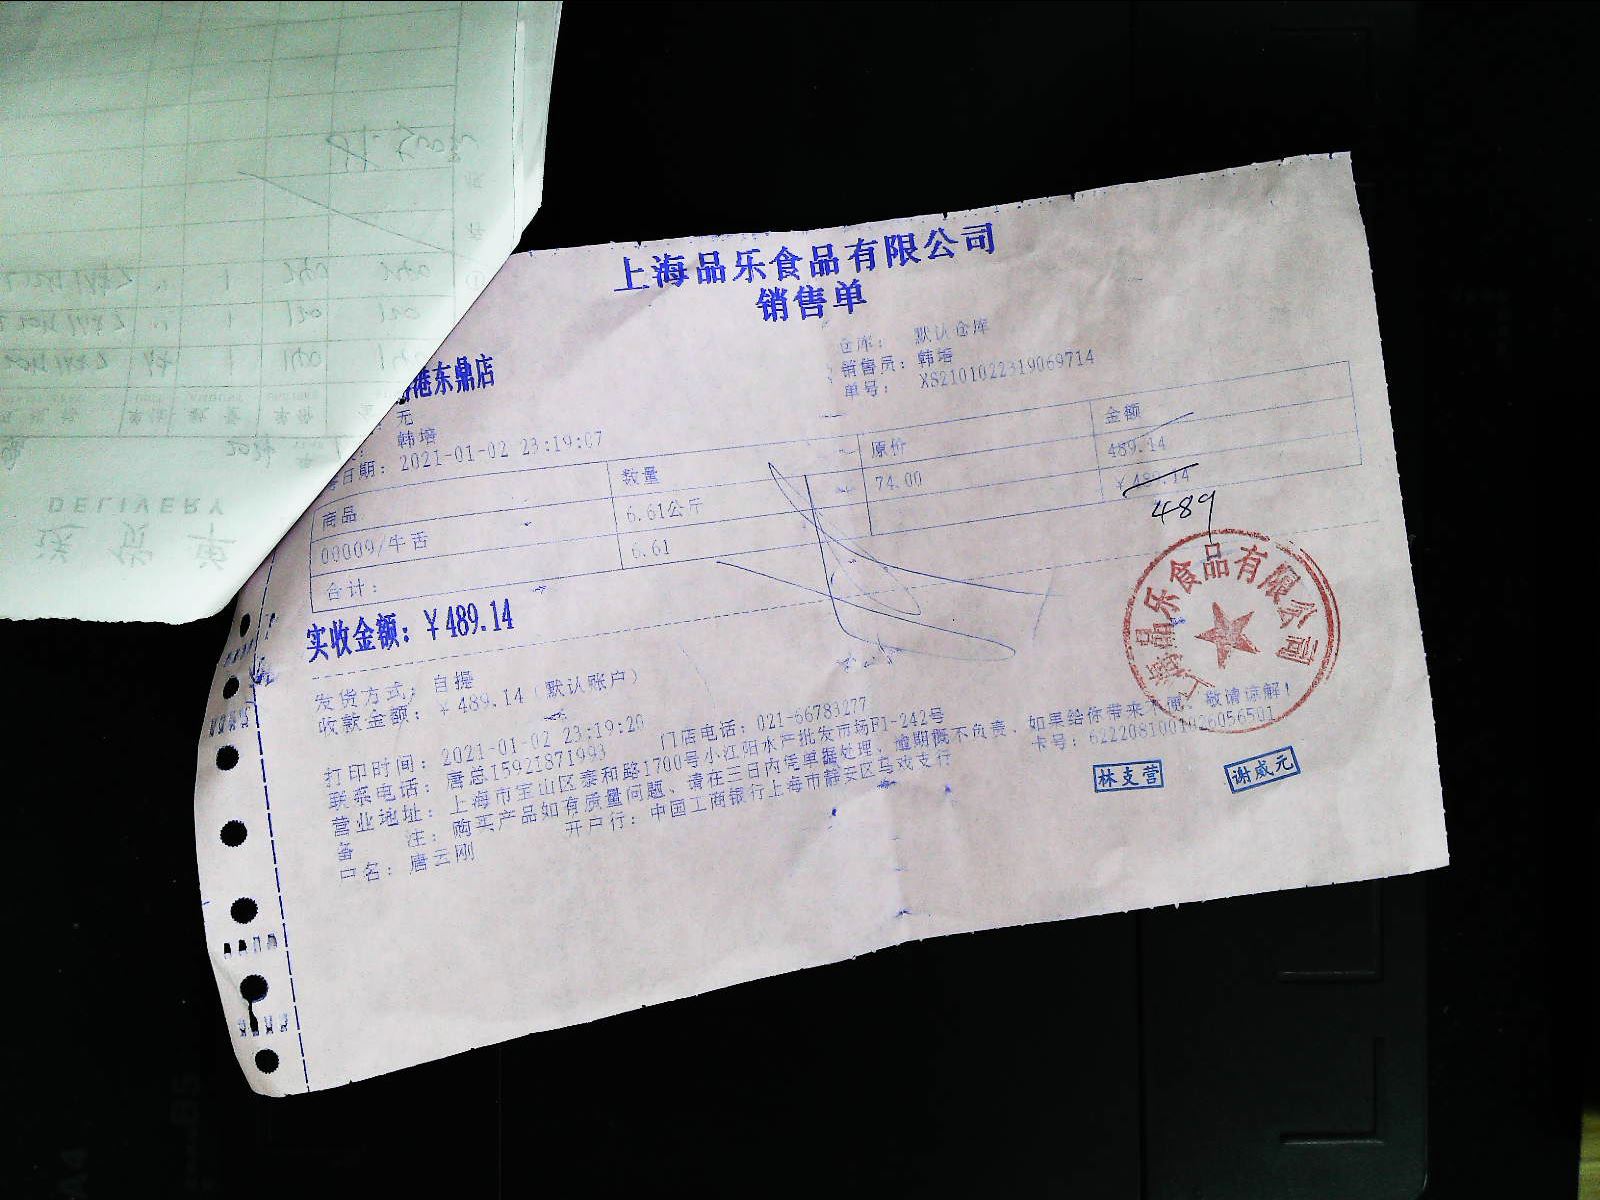 上海品乐食品有限公司
销售单
仓库: 默认仓库
销售员: 韩培
单号: XS2101022319069714
港东鼎店
无
韩培
日期: 2021-01-02 23:19:07
商品 数量 原价 金额
00009/牛舌 6.61公斤 74.00 489.14
合计: 6.61 ¥489.14
489
实收金额: ¥489.14
发货方式: 自提
收款金额: ¥489.14(默认账户)
打印时间: 2021-01-02 23:19:20
联系电话: 唐总15921871993 门店电话: 021-66783277
营业地址: 上海市宝山区泰和路1700号小江阳水产批发市场F1-242号
备 注: 购买产品如有质量问题、请在三日内凭单据处理、逾期概不负责、如果给你带来不便、敬请谅解!
户名: 唐云刚 开户行: 中国工商银行上海市静安区 支行 卡号: 6222081001026056501
上海品乐食品有限公司
林支营
谢威元
送货单
DELIVERY